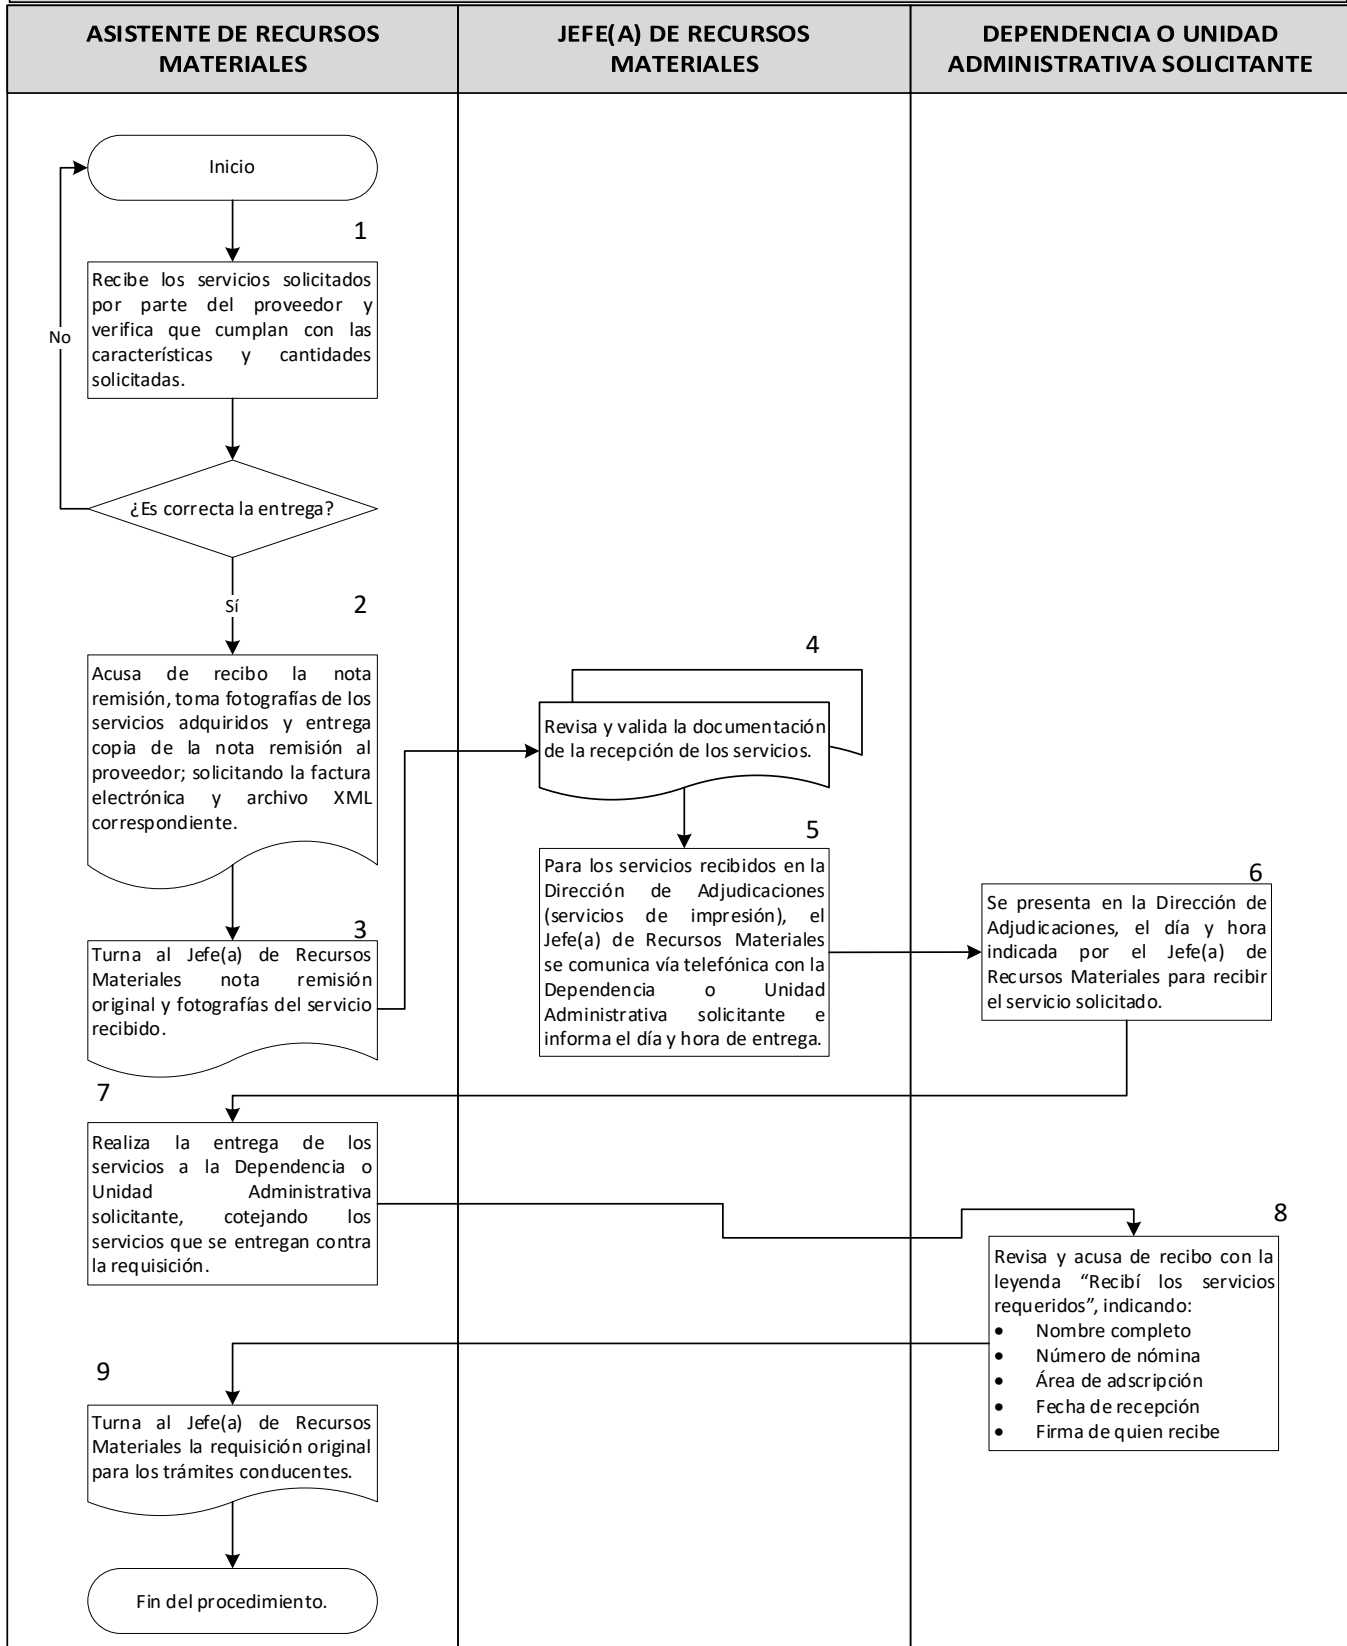 ASISTENTE DE RECURSOS
MATERIALES
JEFE(A) DE RECURSOS
MATERIALES
DEPENDENCIA O UNIDAD
ADMINISTRATIVA SOLICITANTE
Inicio
1
Recibe los servicios solicitados
por parte del proveedor y
verifica que cumplan con las
características y cantidades
solicitadas.
No
¿Es correcta la entrega?
Sí
2
Acusa de recibo la nota
remisión, toma fotografías de los
servicios adquiridos y entrega
copia de la nota remisión al
proveedor; solicitando la factura
electrónica y archivo XML
correspondiente.
3
Turna al Jefe(a) de Recursos
Materiales nota remisión
original y fotografías del servicio
recibido.
4
Revisa y valida la documentación
de la recepción de los servicios.
5
Para los servicios recibidos en la
Dirección de Adjudicaciones
(servicios de impresión), el
Jefe(a) de Recursos Materiales
se comunica vía telefónica con la
Dependencia o Unidad
Administrativa solicitante e
informa el día y hora de entrega.
6
Se presenta en la Dirección de
Adjudicaciones, el día y hora
indicada por el Jefe(a) de
Recursos Materiales para recibir
el servicio solicitado.
7
Realiza la entrega de los
servicios a la Dependencia o
Unidad Administrativa
solicitante, cotejando los
servicios que se entregan contra
la requisición.
8
Revisa y acusa de recibo con la
leyenda “Recibí los servicios
requeridos”, indicando:
• Nombre completo
• Número de nómina
• Área de adscripción
• Fecha de recepción
• Firma de quien recibe
9
Turna al Jefe(a) de Recursos
Materiales la requisición original
para los trámites conducentes.
Fin del procedimiento.